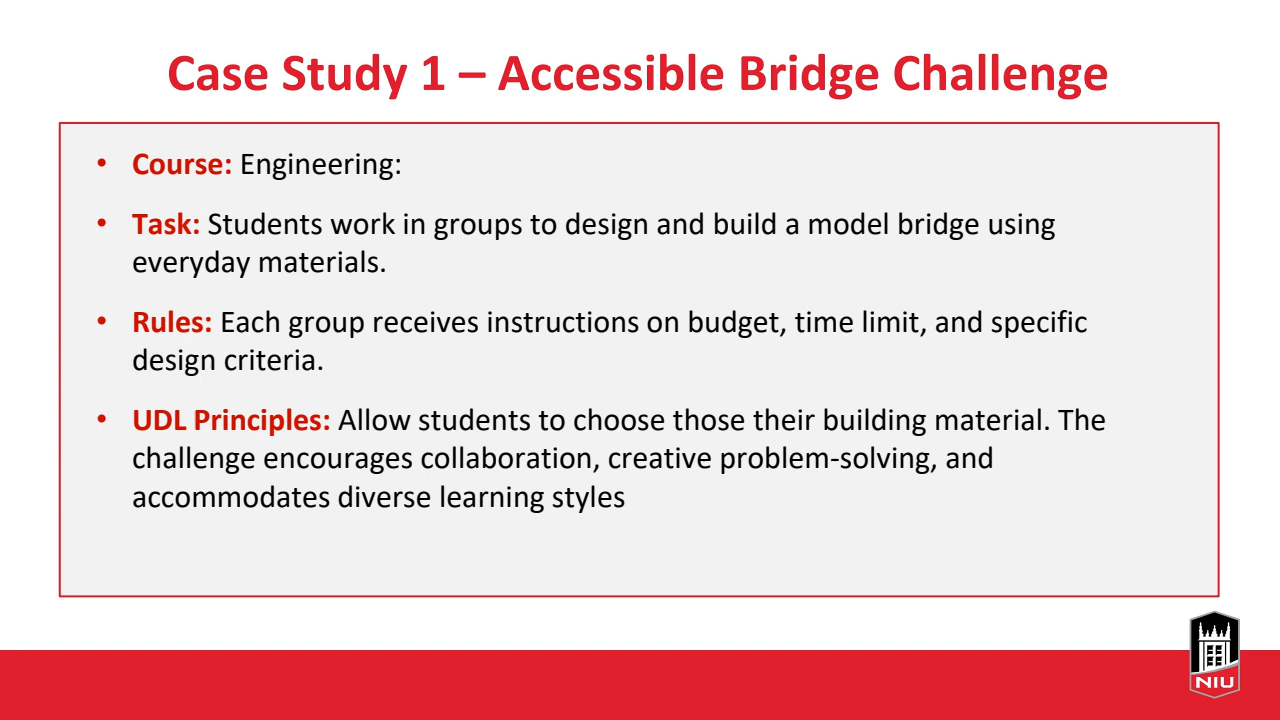 Case Study 1 – Accessible Bridge Challenge
• Course: Engineering:
• Task: Students work in groups to design and build a model bridge using
everyday materials.
• Rules: Each group receives instructions on budget, time limit, and specific
design criteria.
• UDL Principles: Allow students to choose those their building material. The
challenge encourages collaboration, creative problem-solving, and
accommodates diverse learning styles
NIU